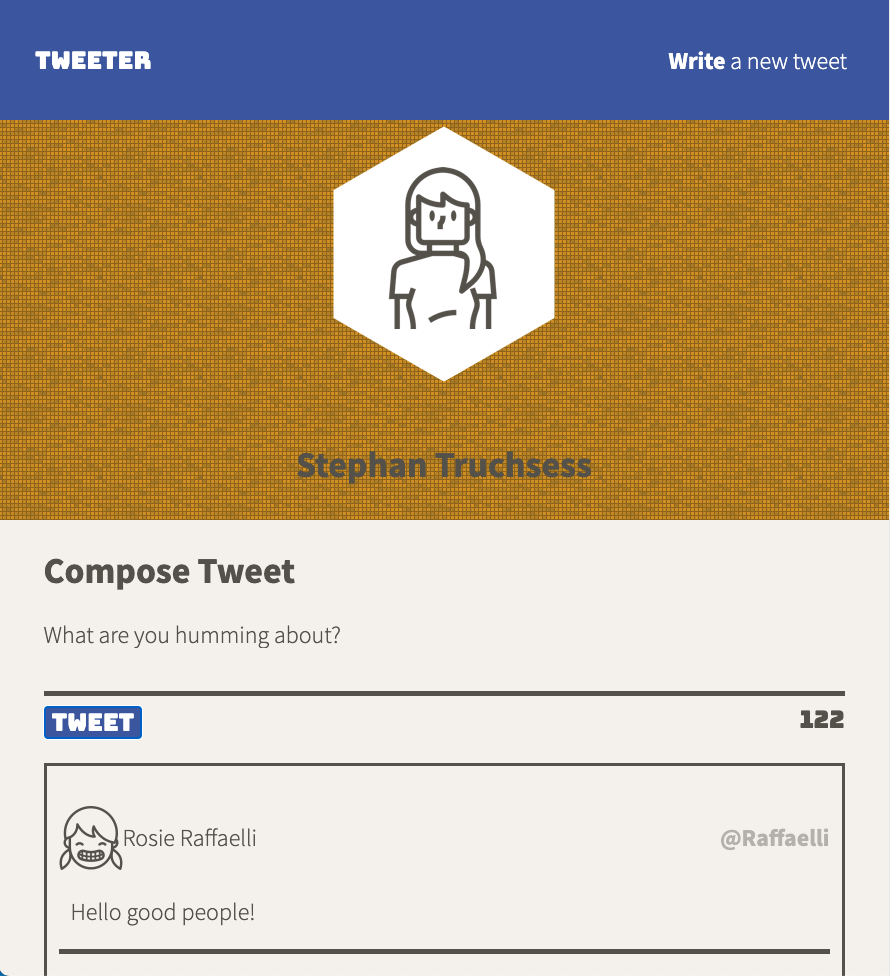 TWEETER
Write a new tweet
Stephan Truchsess
Compose Tweet
What are you humming about?
TWEET
122
Rosie Raffaelli
@Raffaelli
Hello good people!